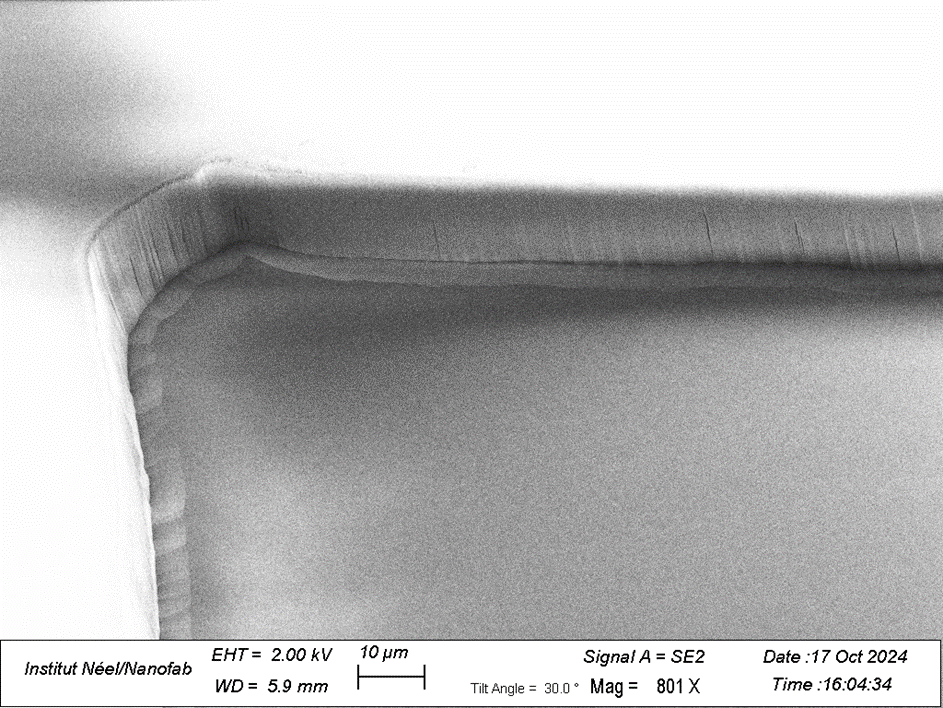 Institut Néel/Nanofab
EHT = 2.00 kV
WD = 5.9 mm
10 µm
Tilt Angle = 30.0 °
Signal A = SE2
Mag = 801 X
Date :17 Oct 2024
Time :16:04:34